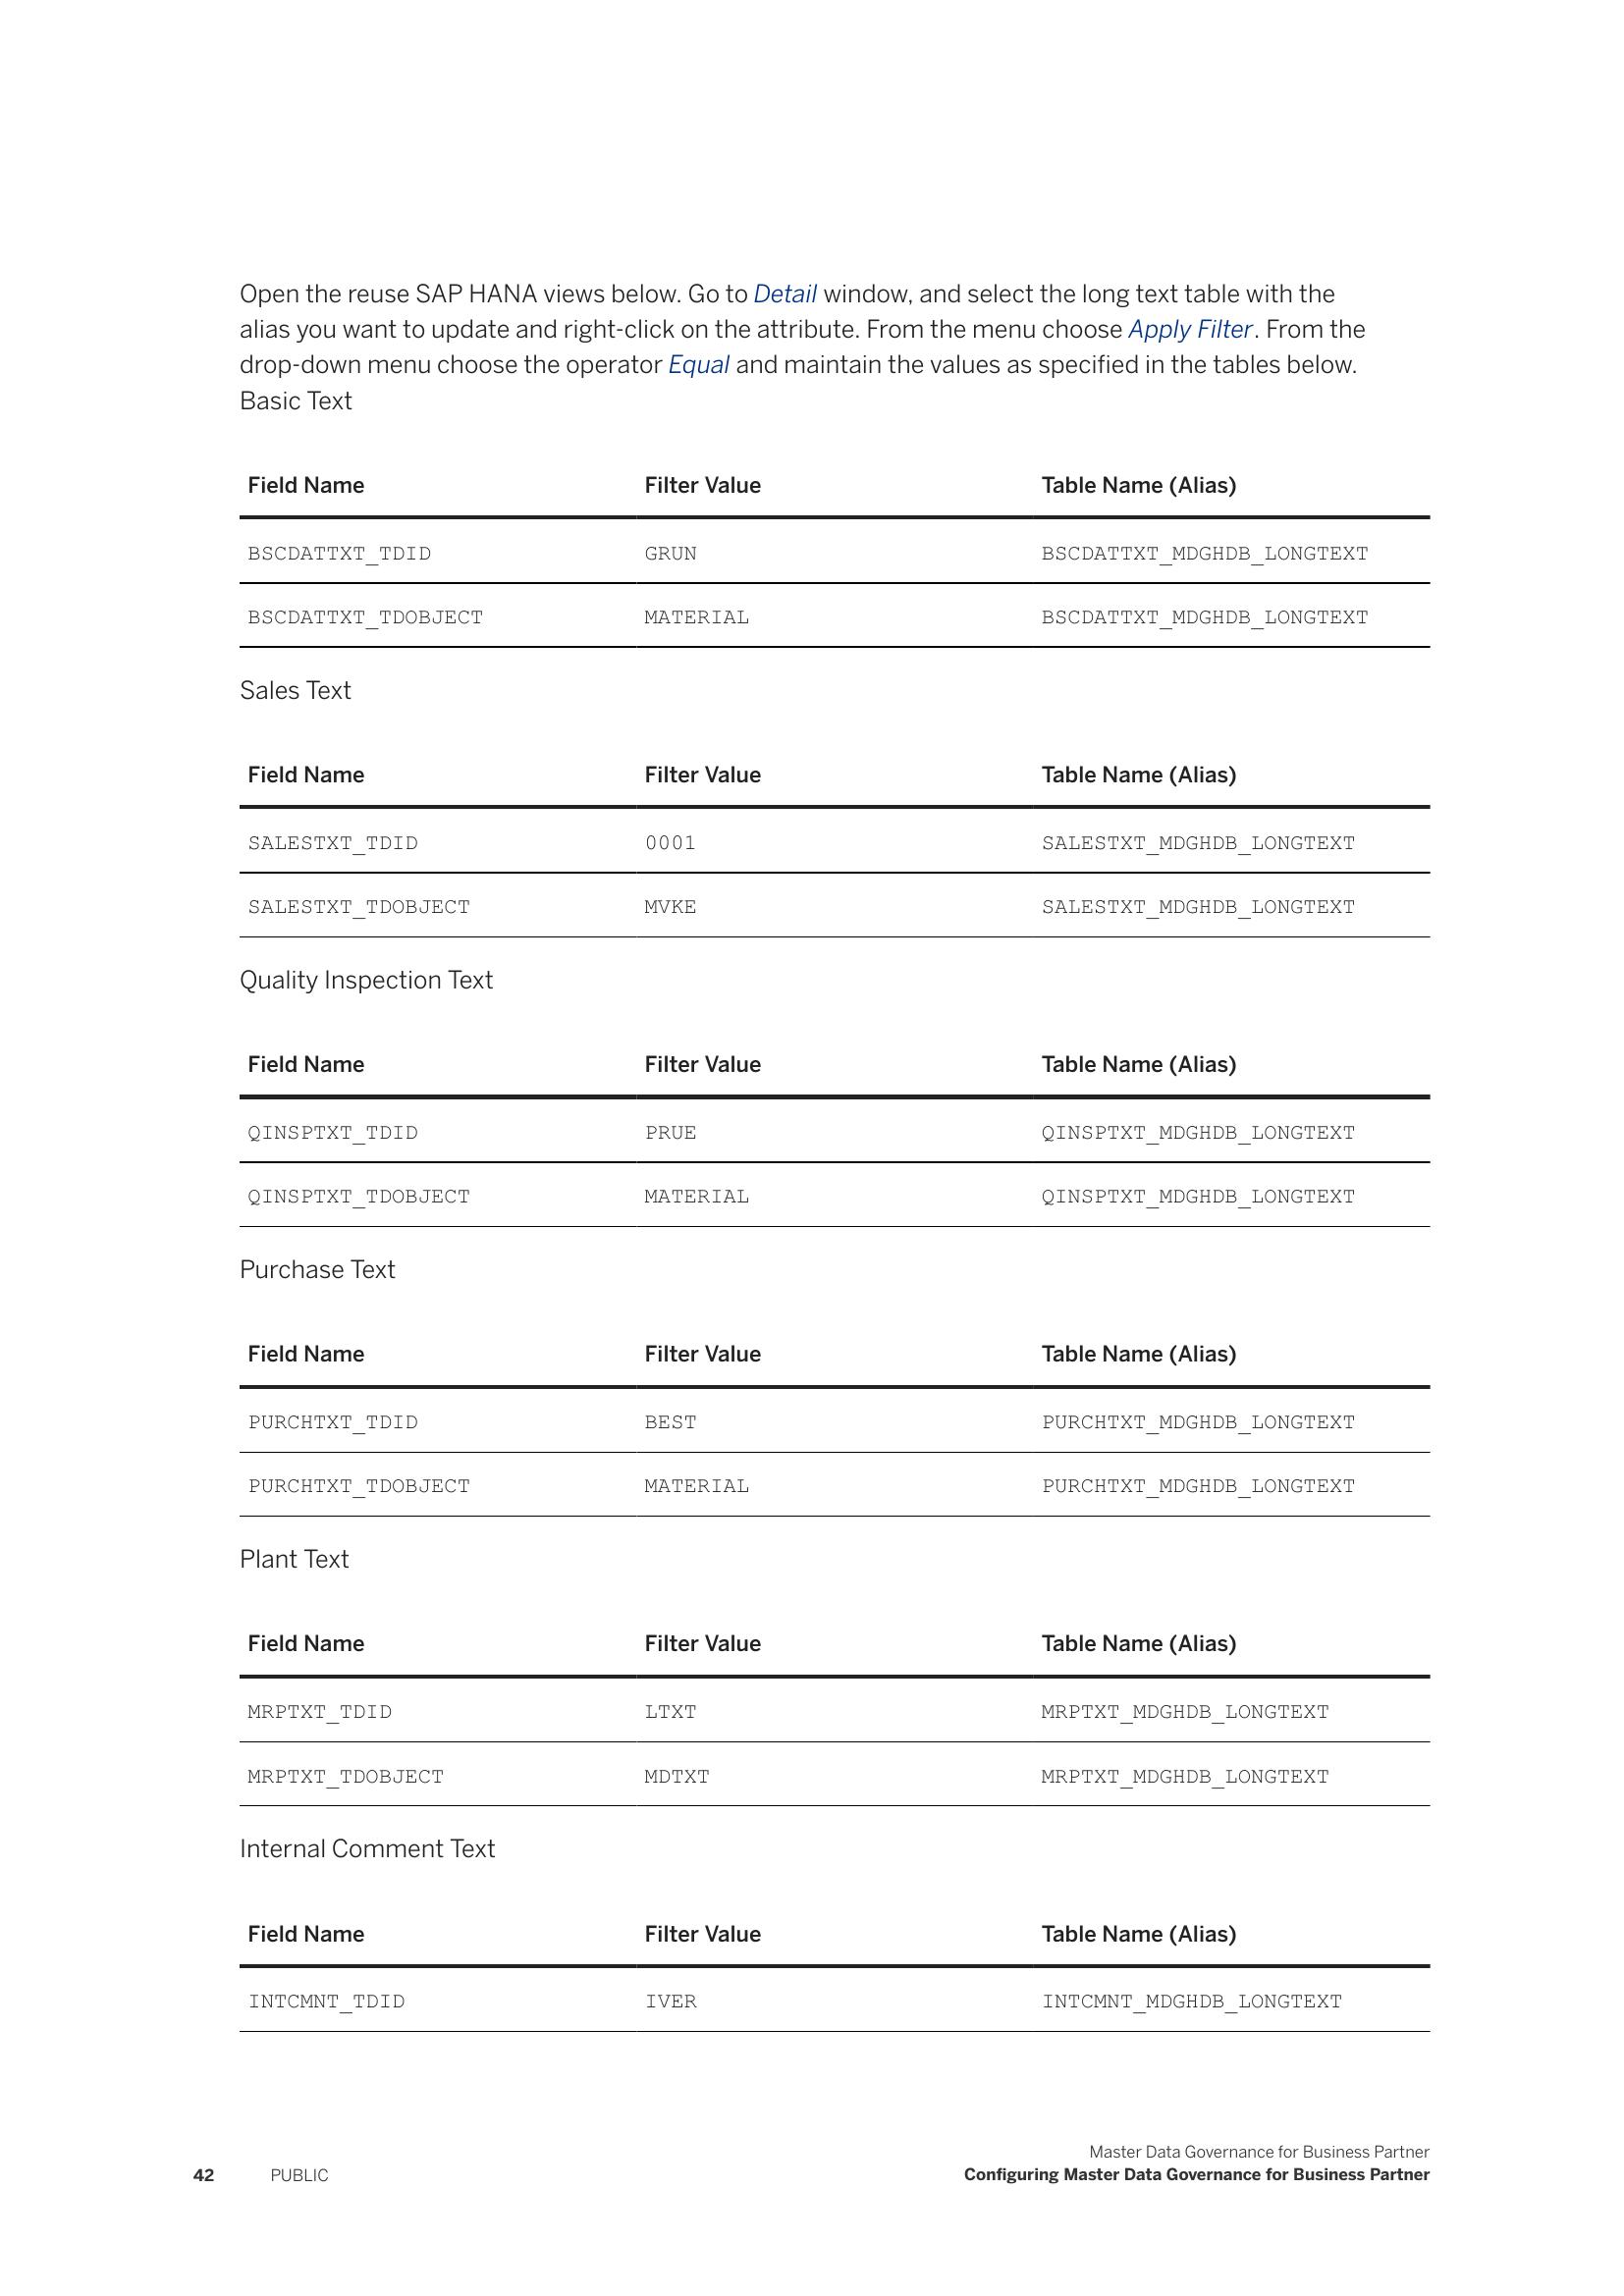 Open the reuse SAP HANA views below. Go to Detail window, and select the long text table with the
alias you want to update and right-click on the attribute. From the menu choose Apply Filter. From the
drop-down menu choose the operator Equal and maintain the values as specified in the tables below.
Basic Text
Field Name Filter Value Table Name (Alias)
BSCDATTXT_TDID GRUN BSCDATTXT_MDGHDB_LONGTEXT
BSCDATTXT_TDOBJECT MATERIAL BSCDATTXT_MDGHDB_LONGTEXT
Sales Text
Field Name Filter Value Table Name (Alias)
SALESTXT_TDID 0001 SALESTXT_MDGHDB_LONGTEXT
SALESTXT_TDOBJECT MVKE SALESTXT_MDGHDB_LONGTEXT
Quality Inspection Text
Field Name Filter Value Table Name (Alias)
QINSPTXT_TDID PRUE QINSPTXT_MDGHDB_LONGTEXT
QINSPTXT_TDOBJECT MATERIAL QINSPTXT_MDGHDB_LONGTEXT
Purchase Text
Field Name Filter Value Table Name (Alias)
PURCHTXT_TDID BEST PURCHTXT_MDGHDB_LONGTEXT
PURCHTXT_TDOBJECT MATERIAL PURCHTXT_MDGHDB_LONGTEXT
Plant Text
Field Name Filter Value Table Name (Alias)
MRPTXT_TDID LTXT MRPTXT_MDGHDB_LONGTEXT
MRPTXT_TDOBJECT MDTXT MRPTXT_MDGHDB_LONGTEXT
Internal Comment Text
Field Name Filter Value Table Name (Alias)
INTCMNT_TDID IVER INTCMNT_MDGHDB_LONGTEXT
Master Data Governance for Business Partner
42 PUBLIC Configuring Master Data Governance for Business Partner